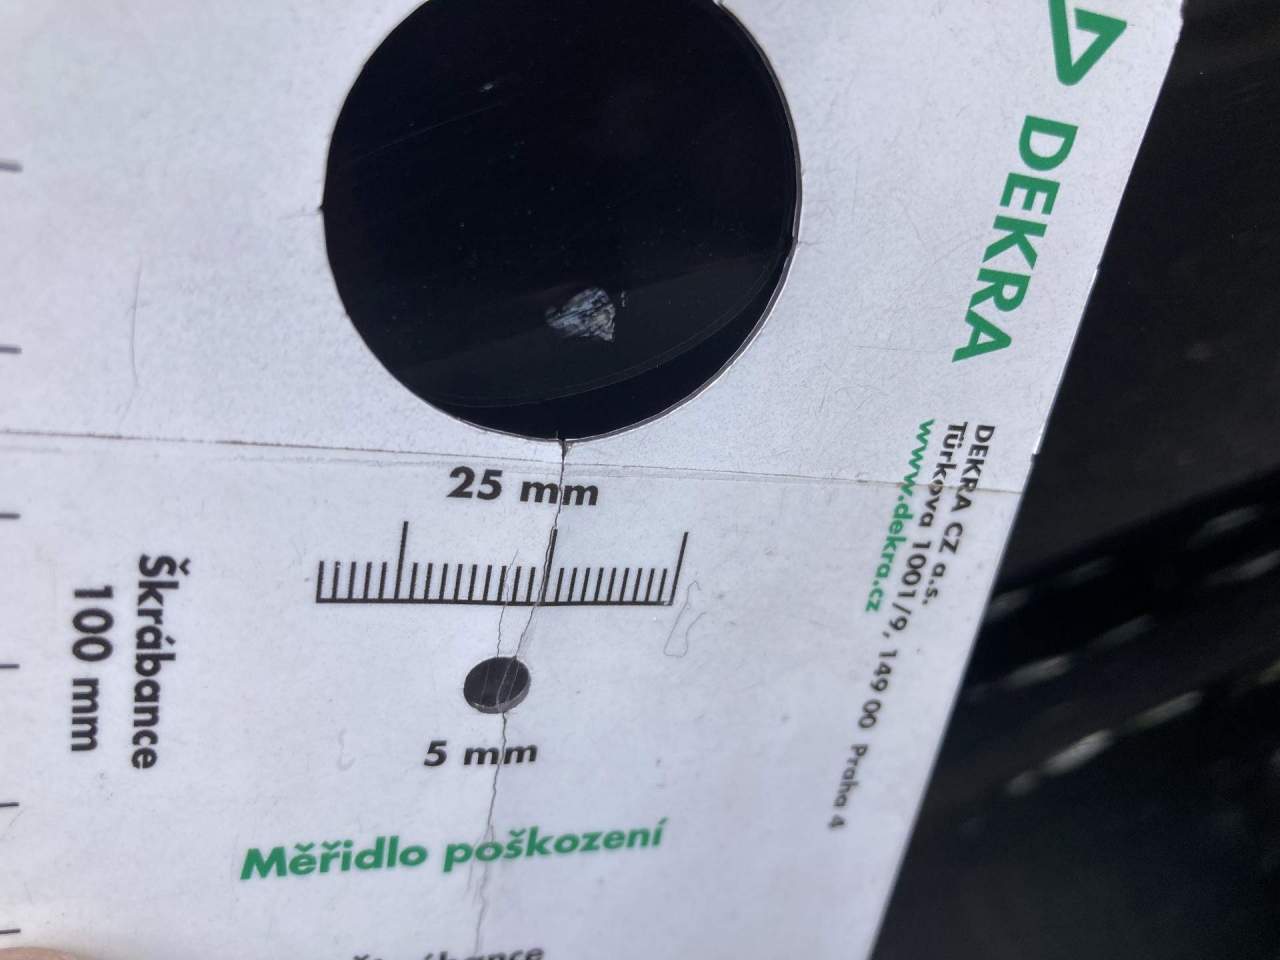 DEKRA
DEKRA CZ a.s.
Türkova 1001/9, 149 00 Praha 4
www.dekra.cz
25 mm
5 mm
Škrábance
100 mm
Měřidlo poškození